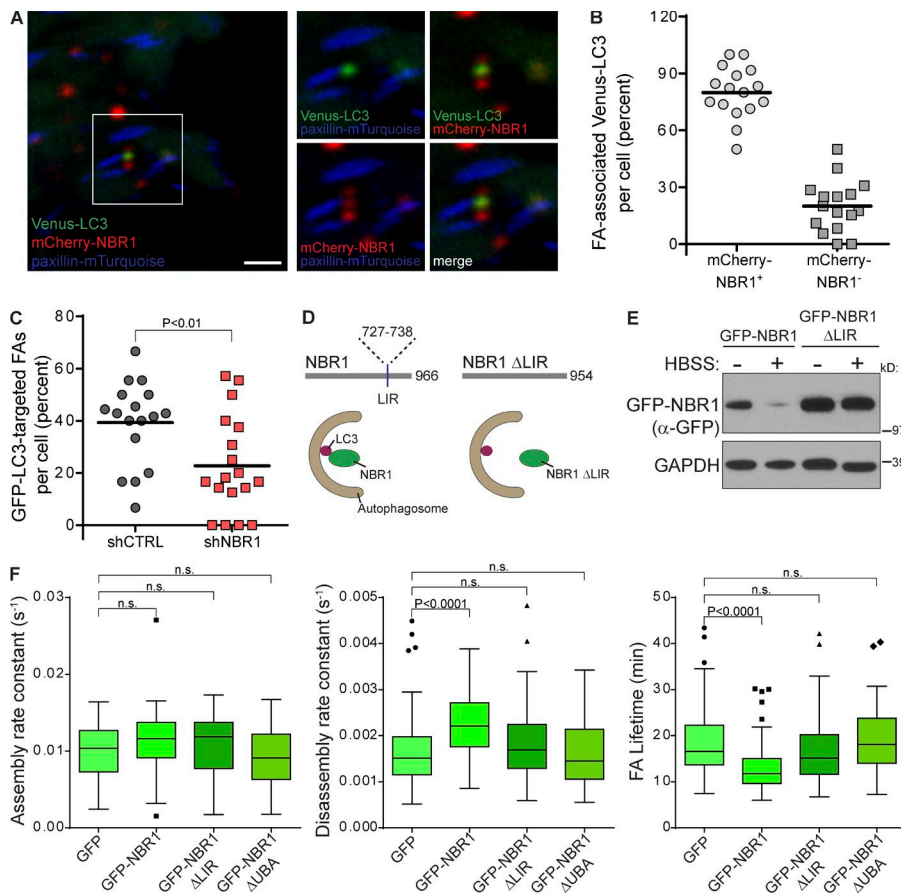 A
Venus-LC3
mCherry-NBR1
paxillin-mTurquoise
Venus-LC3
paxillin-mTurquoise
Venus-LC3
mCherry-NBR1
mCherry-NBR1
paxillin-mTurquoise
merge
B
FA-associated Venus-LC3
per cell (percent)
120
90
60
30
0
mCherry-
NBR1+
mCherry-
NBR1-
C
GFP-LC3-targeted FAs
per cell (percent)
80
60
40
20
0
P<0.01
shCTRL
shNBR1
D
727-738
NBR1
966
LIR
NBR1 ΔLIR
954
LC3
NBR1
Autophagosome
NBR1 ΔLIR
E
GFP-NBR1
GFP-NBR1
ΔLIR
HBSS:
- + - +
kD:
GFP-NBR1
(α-GFP)
97
GAPDH
39
F
Assembly rate constant (s-1)
0.03
0.02
0.01
0.00
n.s.
n.s.
n.s.
GFP
GFP-NBR1
GFP-NBR1
ΔLIR
GFP-NBR1
ΔUBA
Disassembly rate constant (s-1)
0.005
0.004
0.003
0.002
0.001
0.000
n.s.
n.s.
P<0.0001
GFP
GFP-NBR1
GFP-NBR1
ΔLIR
GFP-NBR1
ΔUBA
FA Lifetime (min)
50
40
30
20
10
0
n.s.
n.s.
P<0.0001
GFP
GFP-NBR1
GFP-NBR1
ΔLIR
GFP-NBR1
ΔUBA